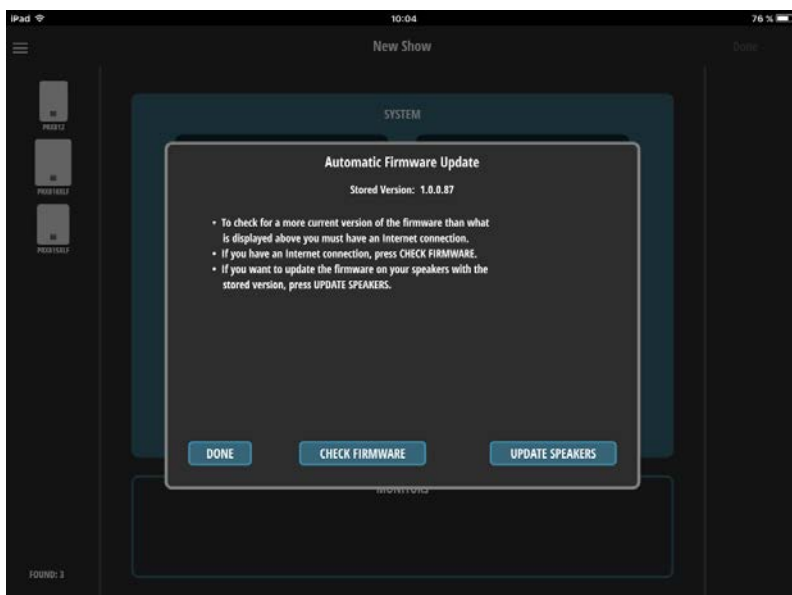 iPad
10:04
76 %
New Show
Done
SYSTEM
PRX812
PRX818XLF
PRX815XLF
Automatic Firmware Update
Stored Version: 1.0.0.87
• To check for a more current version of the firmware than what
is displayed above you must have an Internet connection.
• If you have an Internet connection, press CHECK FIRMWARE.
• If you want to update the firmware on your speakers with the
stored version, press UPDATE SPEAKERS.
DONE
CHECK FIRMWARE
UPDATE SPEAKERS
MONITORS
FOUND: 3